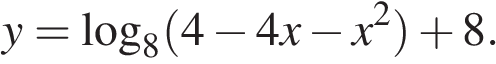 y = log₈(4 − 4x − x²) + 8.